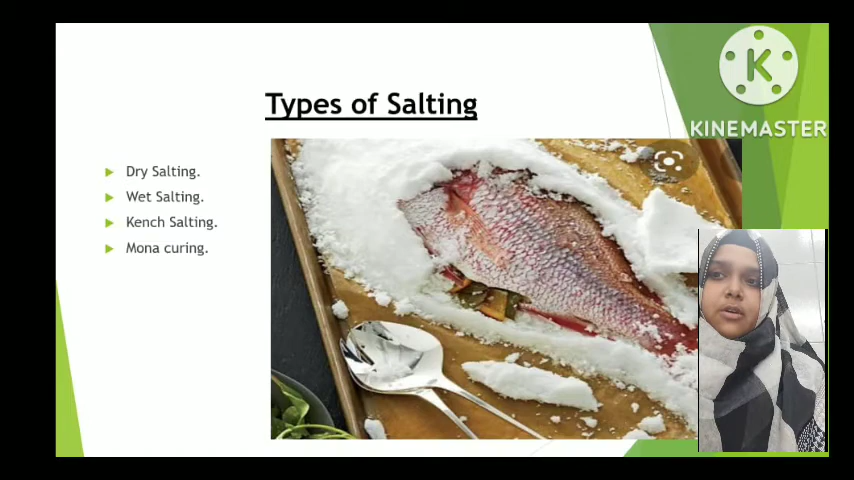 Types of Salting
Dry Salting.
Wet Salting.
Kench Salting.
Mona curing.
K
KINEMASTER